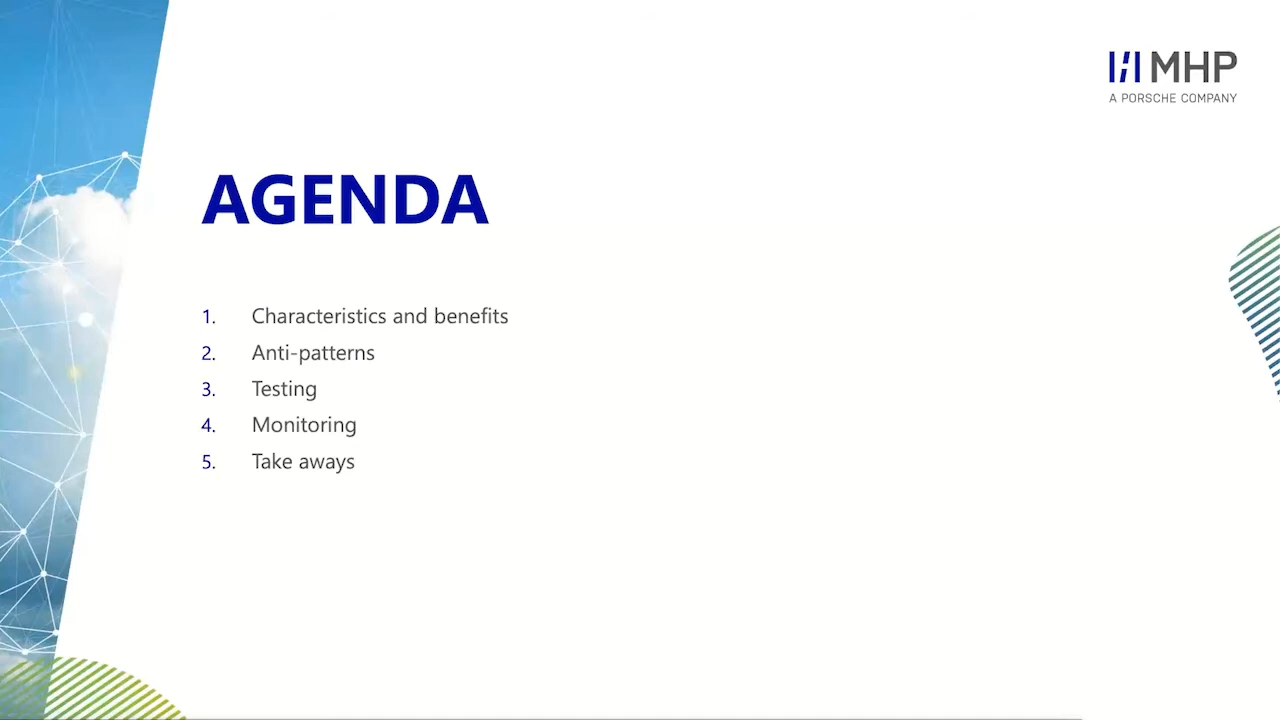 MHP
A PORSCHE COMPANY
AGENDA
1. Characteristics and benefits
2. Anti-patterns
3. Testing
4. Monitoring
5. Take aways